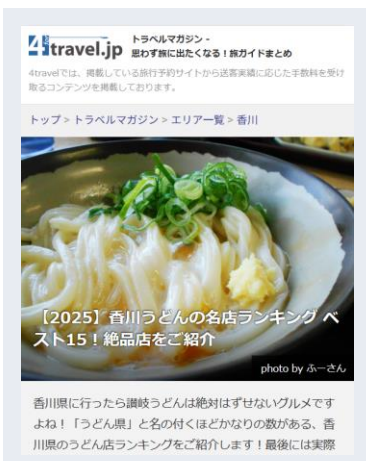 4travel.jp
トラベルマガジン -
思わず旅に出たくなる！旅ガイドまとめ
4travelでは、掲載している旅行予約サイトから送客実績に応じた手数料を受け
取るコンテンツを掲載しております。
トップ > トラベルマガジン > エリア一覧 > 香川
【2025】香川うどんの名店ランキング ベ
スト15！絶品店をご紹介
photo by ふーさん
香川県に行ったら讃岐うどんは絶対はずせないグルメです
よね！「うどん県」と名の付くほどかなりの数がある、香
川県のうどん店ランキングをご紹介します！最後には実際